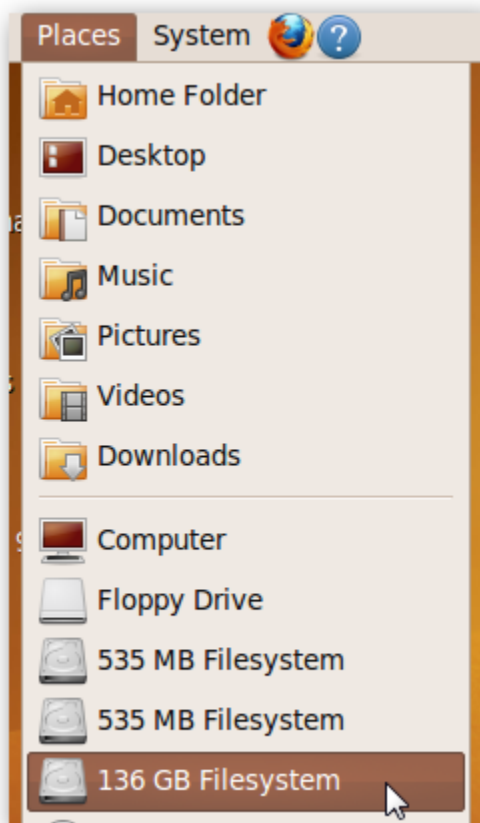 Places System ?
Home Folder
Desktop
Documents
Music
Pictures
Videos
Downloads
Computer
Floppy Drive
535 MB Filesystem
535 MB Filesystem
136 GB Filesystem